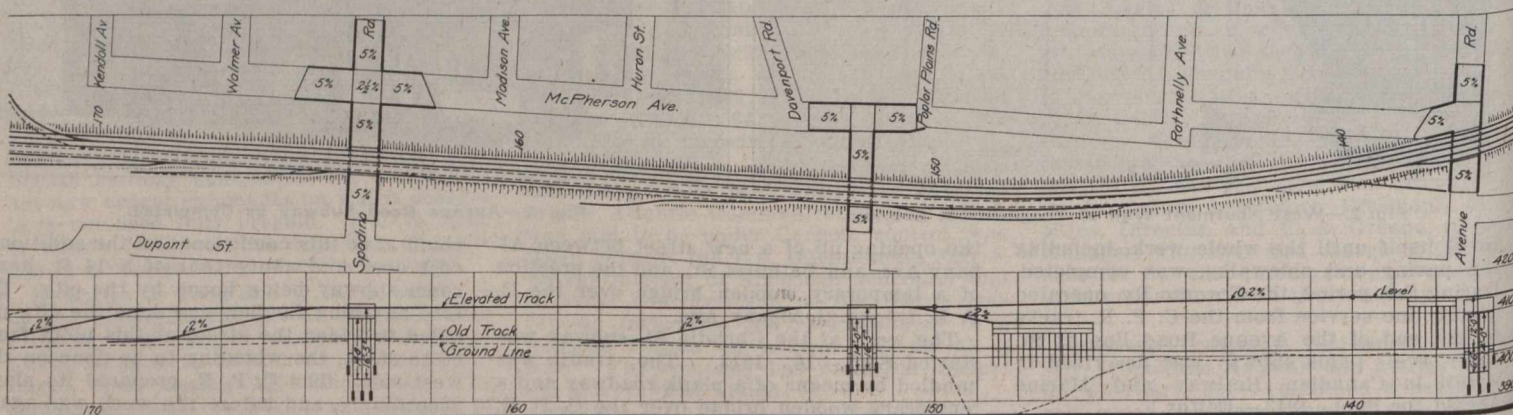 Kendall Av
Walmer Av
Rd.
Madison Ave.
Huron St.
Davenport Rd.
Poplar Plains Rd.
Rathnelly Ave.
Rd.
5%
5%
2½%
5%
McPherson Ave.
5%
5%
5%
5%
5%
170
160
150
140
5%
5%
5%
5%
5%
Dupont St
Spadina
Avenue
420
Elevated Track
0.2%
Level
410
2%
2%
2%
2%
Old Track
Ground Line
400
390
170
160
150
140